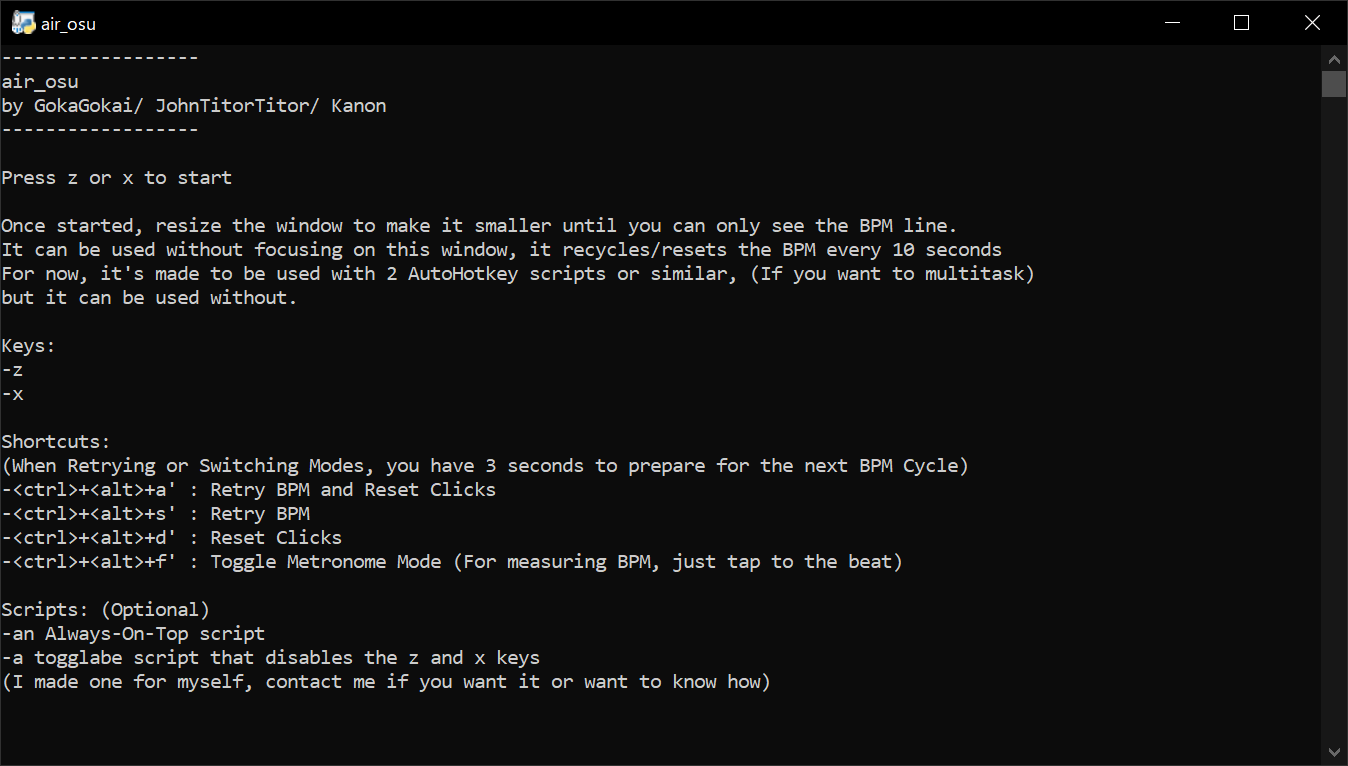 air_osu
------------------
air_osu
by GokaGokai/ JohnTitorTitor/ Kanon
------------------
Press z or x to start
Once started, resize the window to make it smaller until you can only see the BPM line.
It can be used without focusing on this window, it recycles/resets the BPM every 10 seconds
For now, it's made to be used with 2 AutoHotkey scripts or similar, (If you want to multitask)
but it can be used without.
Keys:
-z
-x
Shortcuts:
(When Retrying or Switching Modes, you have 3 seconds to prepare for the next BPM Cycle)
-<ctrl>+<alt>+a' : Retry BPM and Reset Clicks
-<ctrl>+<alt>+s' : Retry BPM
-<ctrl>+<alt>+d' : Reset Clicks
-<ctrl>+<alt>+f' : Toggle Metronome Mode (For measuring BPM, just tap to the beat)
Scripts: (Optional)
-an Always-On-Top script
-a togglabe script that disables the z and x keys
(I made one for myself, contact me if you want it or want to know how)